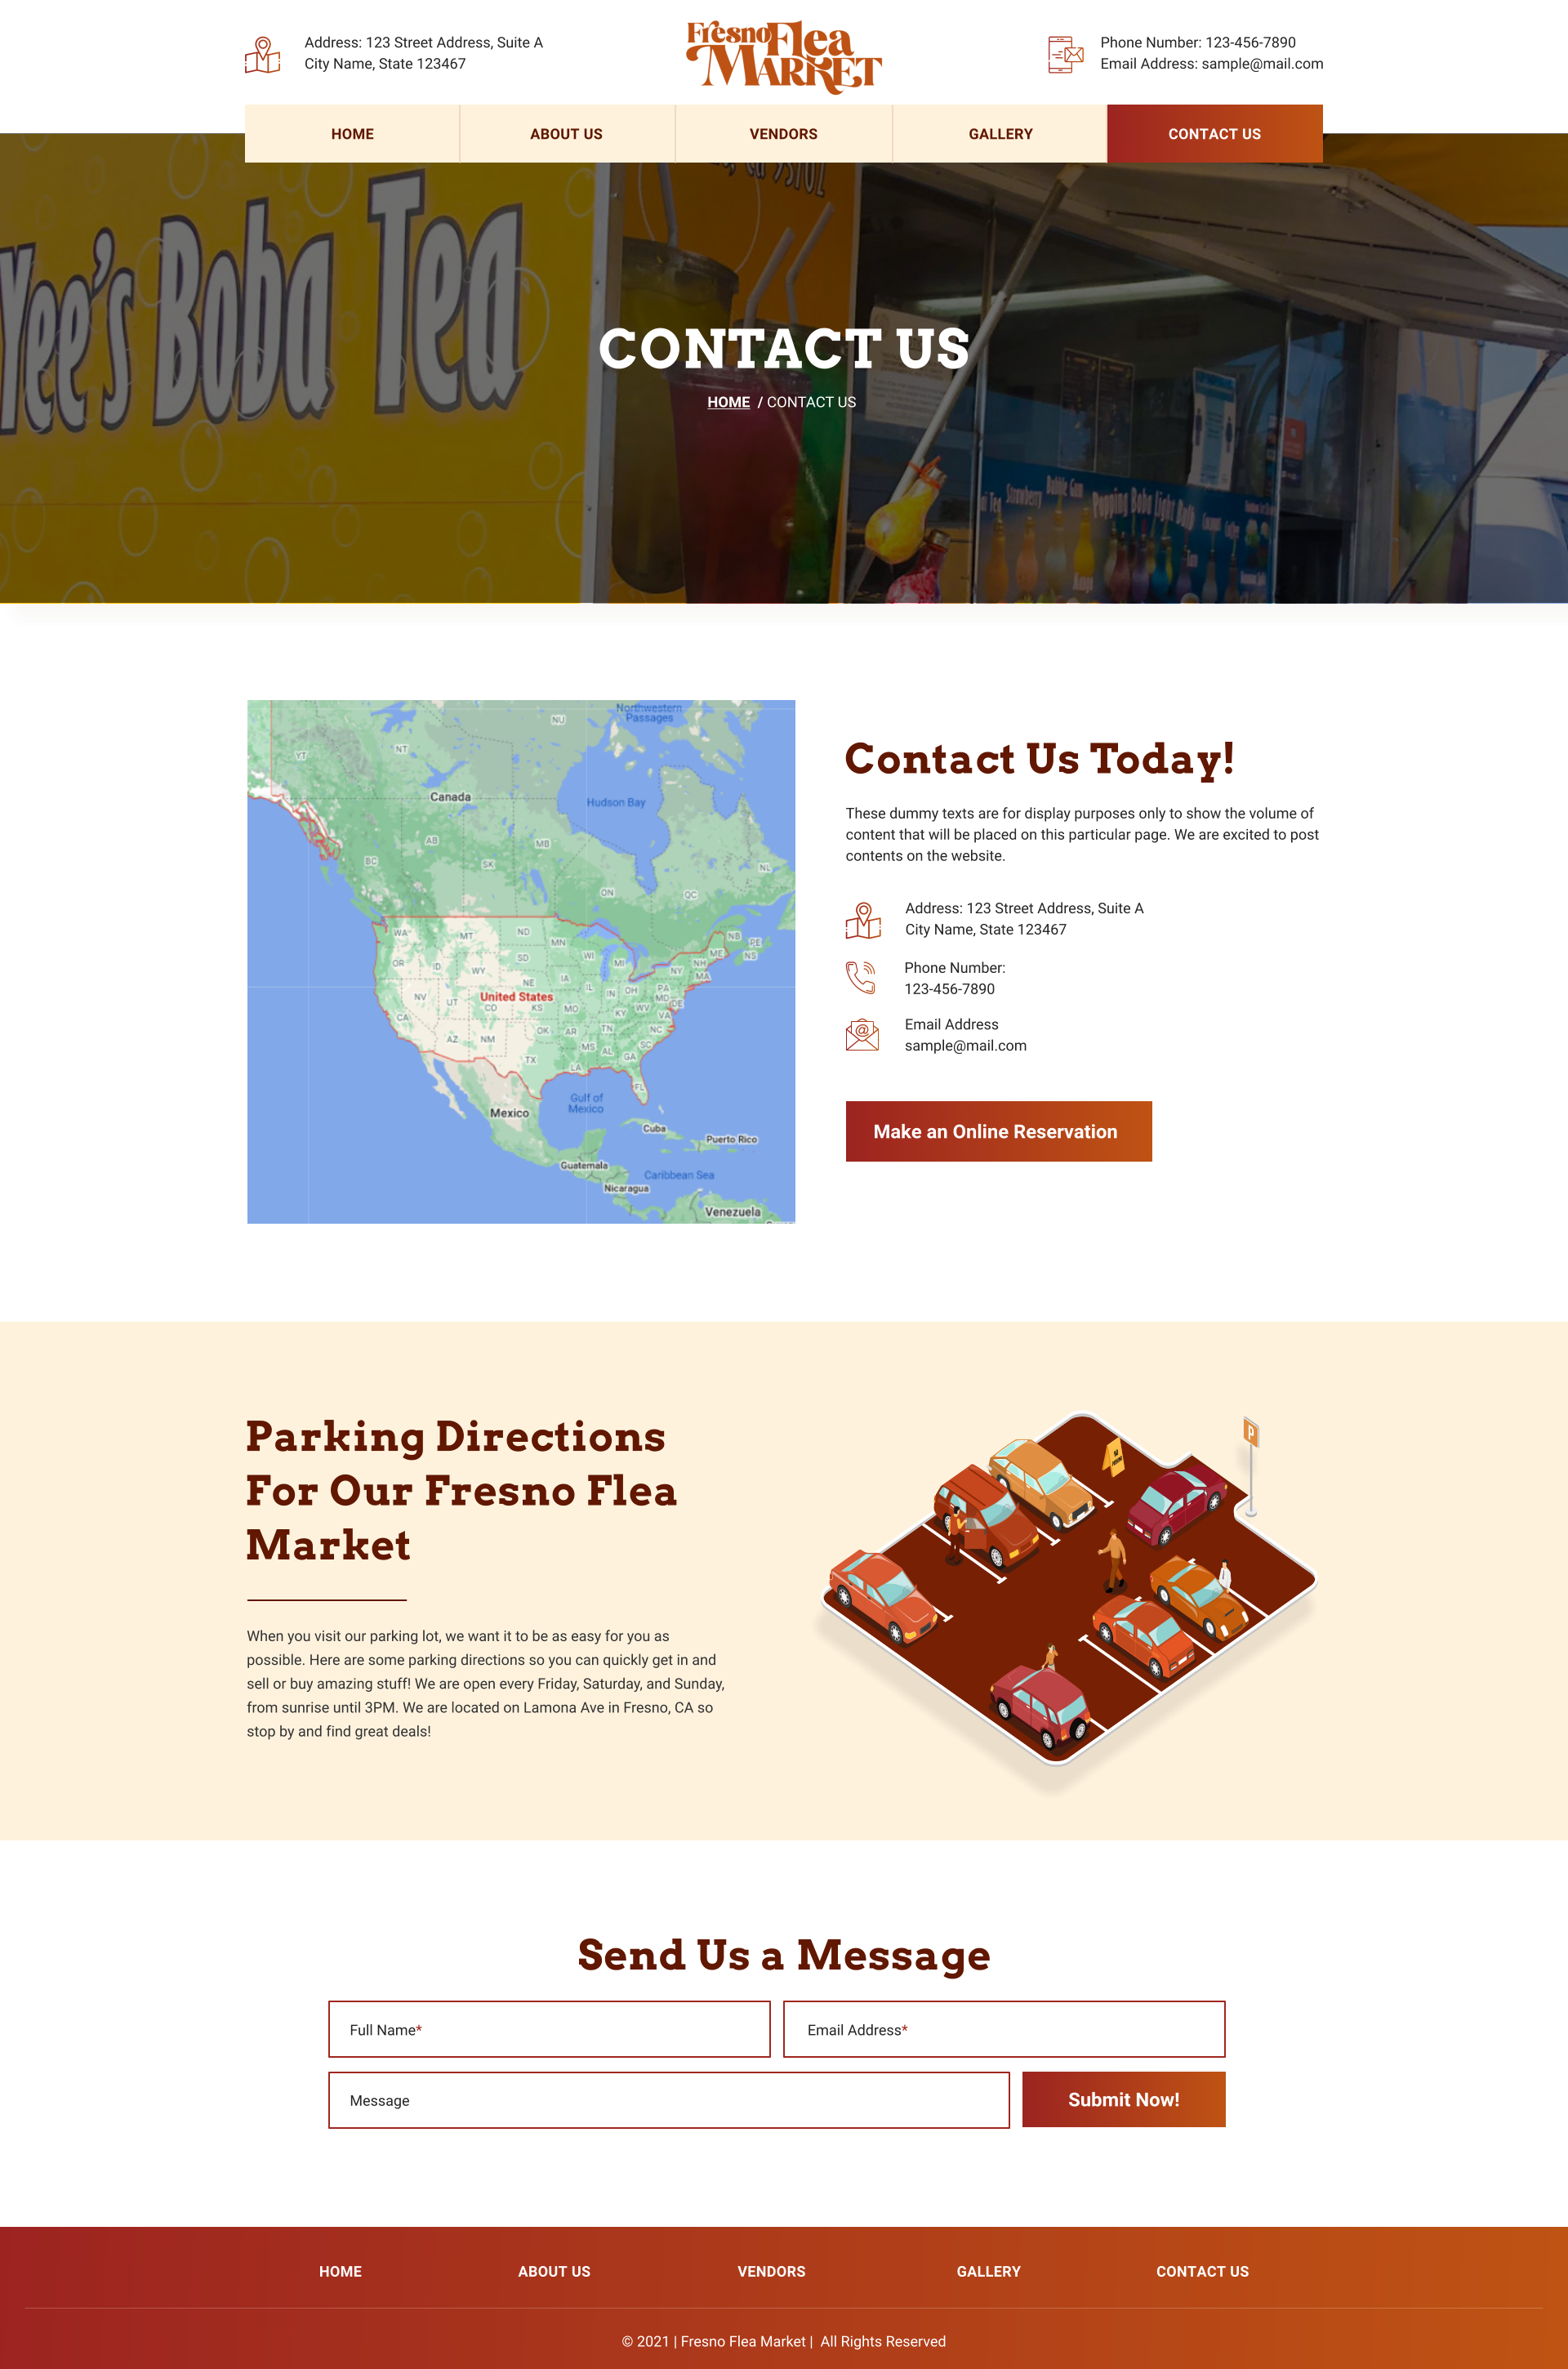 Address: 123 Street Address, Suite A
City Name, State 123467
Fresno Flea
MARKET
Phone Number: 123-456-7890
Email Address: sample@mail.com
HOME
ABOUT US
VENDORS
GALLERY
CONTACT US
Yee's Boba Tea
CONTACT US
HOME / CONTACT US
Strawberry
Bubble Gum
Popping Boba Light Bulb
Northwestern
Passages
NU
NT
YT
Canada
Hudson Bay
AB
MB
BC
SK
NL
ON
QC
WA
MT
ND
MN
NB
PE
NS
ME
OR
ID
SD
WI
MI
NH
NY
MA
WY
NE
IA
IL
IN
OH
PA
MD
DE
NV
UT
United States
CO
KS
MO
KY
WV
VA
CA
AZ
NM
OK
AR
TN
NC
SC
MS
AL
GA
TX
LA
FL
Gulf of
Mexico
Mexico
Cuba
Puerto Rico
Guatemala
Caribbean Sea
Nicaragua
Venezuela
Contact Us Today!
These dummy texts are for display purposes only to show the volume of
content that will be placed on this particular page. We are excited to post
contents on the website.
Address: 123 Street Address, Suite A
City Name, State 123467
Phone Number:
123-456-7890
Email Address
sample@mail.com
Make an Online Reservation
Parking Directions
For Our Fresno Flea
Market
When you visit our parking lot, we want it to be as easy for you as
possible. Here are some parking directions so you can quickly get in and
sell or buy amazing stuff! We are open every Friday, Saturday, and Sunday,
from sunrise until 3PM. We are located on Lamona Ave in Fresno, CA so
stop by and find great deals!
P
Send Us a Message
Full Name*
Email Address*
Message
Submit Now!
HOME
ABOUT US
VENDORS
GALLERY
CONTACT US
© 2021 | Fresno Flea Market | All Rights Reserved